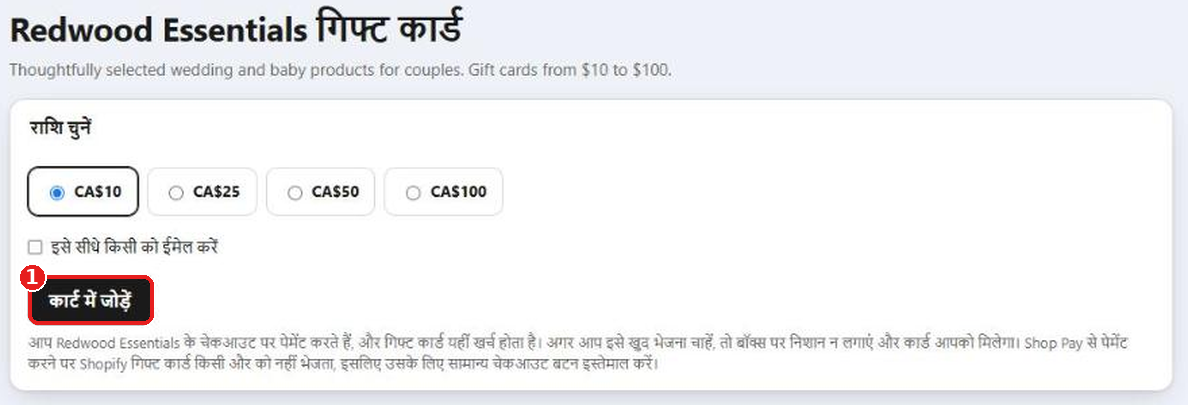 Redwood Essentials गिफ्ट कार्ड
Thoughtfully selected wedding and baby products for couples. Gift cards from $10 to $100.
राशि चुनें
CA$10 CA$25 CA$50 CA$100
इसे सीधे किसी को ईमेल करें
1
कार्ट में जोड़ें
आप Redwood Essentials के चेकआउट पर पेमेंट करते हैं, और गिफ्ट कार्ड यहीं खर्च होता है। अगर आप इसे खुद भेजना चाहें, तो बॉक्स पर निशान न लगाएं और कार्ड आपको मिलेगा। Shop Pay से पेमेंट
करने पर Shopify गिफ्ट कार्ड किसी और को नहीं भेजता, इसलिए उसके लिए सामान्य चेकआउट बटन इस्तेमाल करें।